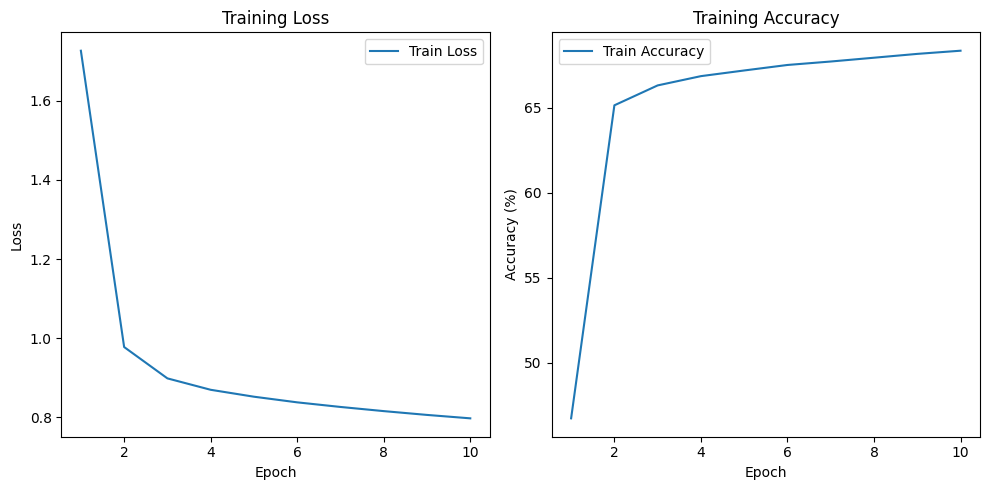 Training Loss
Train Loss
Loss
1.6
1.4
1.2
1.0
0.8
2 4 6 8 10
Epoch
Training Accuracy
Train Accuracy
Accuracy (%)
65
60
55
50
2 4 6 8 10
Epoch